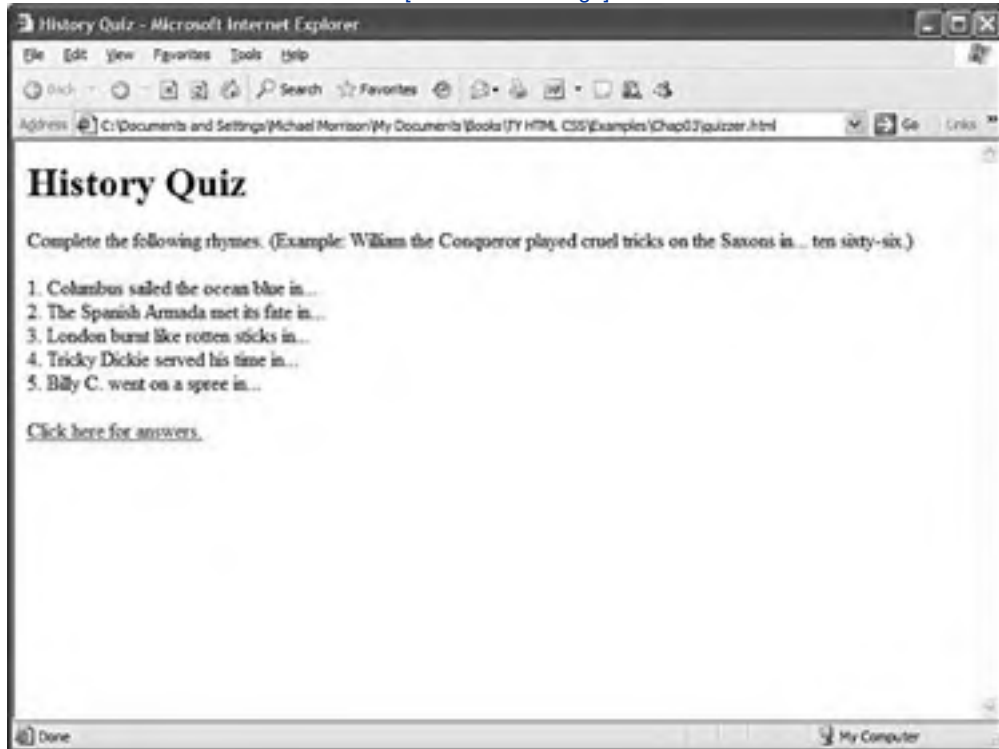 History Quiz - Microsoft Internet Explorer
File Edit View Favorites Tools Help
Back Search Favorites
Address C:\Documents and Settings\Michael Morrison\My Documents\Books\TY HTML CSS\Examples\Chap03\quizzer.html Go Links
History Quiz
Complete the following rhymes. (Example: William the Conqueror played cruel tricks on the Saxons in... ten sixty-six.)
1. Columbus sailed the ocean blue in...
2. The Spanish Armada met its fate in...
3. London burnt like rotten sticks in...
4. Tricky Dickie served his time in...
5. Billy C. went on a spree in...
Click here for answers.
Done My Computer